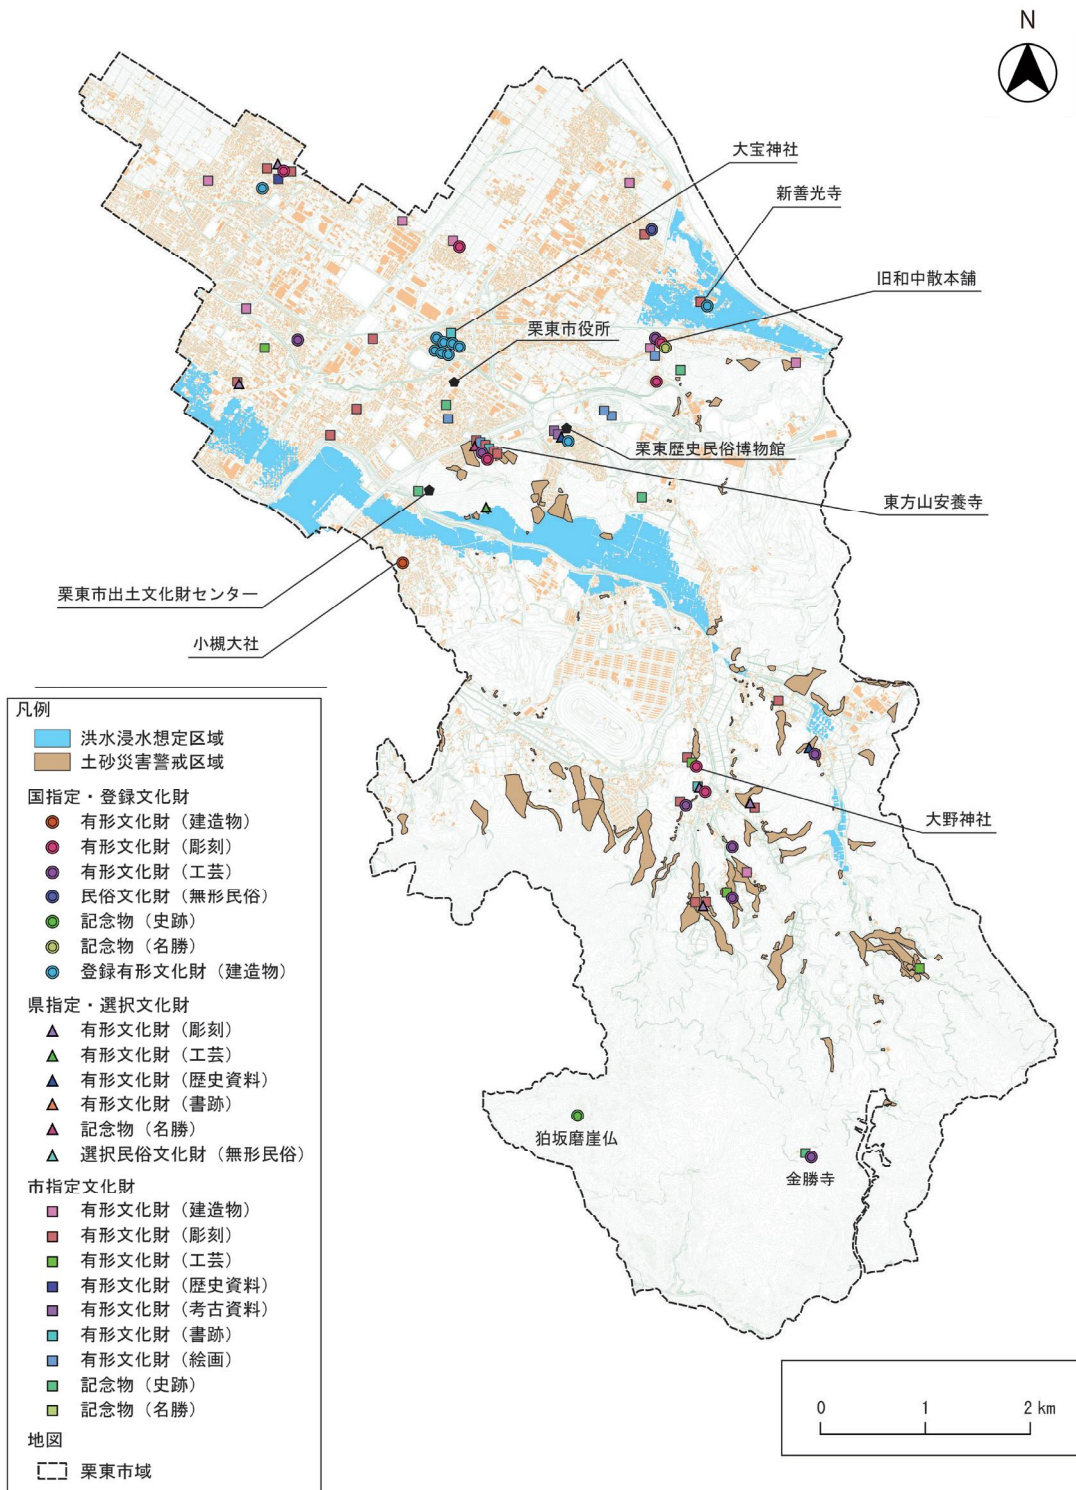 N
大宝神社
新善光寺
旧和中散本舗
栗東市役所
栗東歴史民俗博物館
東方山安養寺
栗東市出土文化財センター
小槻大社
大野神社
狛坂磨崖仏
金勝寺
凡例
洪水浸水想定区域
土砂災害警戒区域
国指定・登録文化財
有形文化財（建造物）
有形文化財（彫刻）
有形文化財（工芸）
民俗文化財（無形民俗）
記念物（史跡）
記念物（名勝）
登録有形文化財（建造物）
県指定・選択文化財
有形文化財（彫刻）
有形文化財（工芸）
有形文化財（歴史資料）
有形文化財（書跡）
記念物（名勝）
選択民俗文化財（無形民俗）
市指定文化財
有形文化財（建造物）
有形文化財（彫刻）
有形文化財（工芸）
有形文化財（歴史資料）
有形文化財（考古資料）
有形文化財（書跡）
有形文化財（絵画）
記念物（史跡）
記念物（名勝）
地図
栗東市域
0 1 2 km